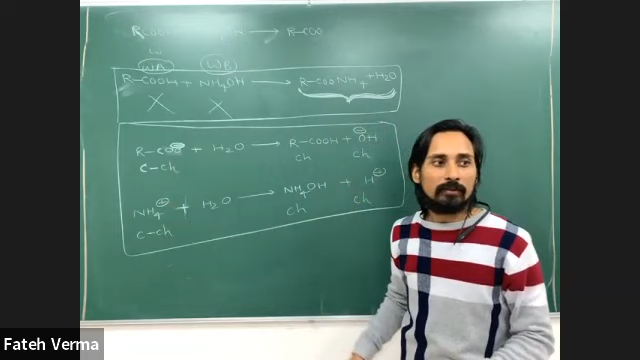 R-COOH H → R-COO
WA WB
R-COOH + NH4OH → R-COONH4 + H2O
R-COO⊖ + H2O → R-COOH + ⊖OH
C-Ch Ch Ch
NH4⊕ + H2O → NH4OH + H⊕
C-Ch Ch Ch
Fateh Verma